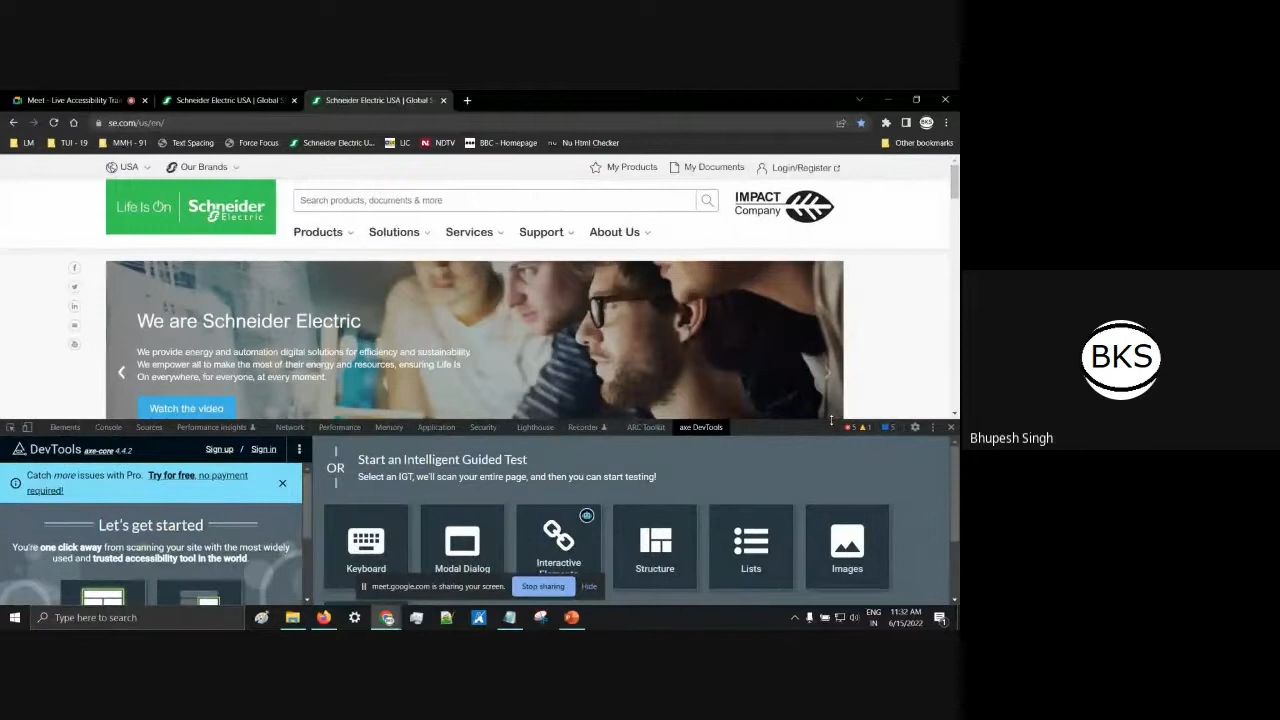 Meet - Live Accessibility Trai
Schneider Electric USA | Global S
Schneider Electric USA | Global S
se.com/us/en/
BKS
LM
TUI - 19
MMH - 91
Text Spacing
Force Focus
Schneider Electric U...
LIC
NDTV
BBC - Homepage
Nu Html Checker
Other bookmarks
USA
Our Brands
My Products
My Documents
Login/Register
Life Is On | Schneider Electric
Search products, documents & more
IMPACT
Company
Products
Solutions
Services
Support
About Us
We are Schneider Electric
We provide energy and automation digital solutions for efficiency and sustainability.
We empower all to make the most of their energy and resources, ensuring Life Is
On everywhere, for everyone, at every moment.
Watch the video
Elements
Console
Sources
Performance insights
Network
Performance
Memory
Application
Security
Lighthouse
Recorder
ARC Toolkit
axe DevTools
5
1
5
DevTools axe-core 4.4.2
Sign up / Sign in
Catch more issues with Pro. Try for free, no payment
required!
Let's get started
You're one click away from scanning your site with the most widely
used and trusted accessibility tool in the world.
OR
Start an Intelligent Guided Test
Select an IGT, we'll scan your entire page, and then you can start testing!
Keyboard
Modal Dialog
Interactive
Structure
Lists
Images
meet.google.com is sharing your screen.
Stop sharing
Hide
Type here to search
ENG
IN
11:32 AM
6/15/2022
BKS
Bhupesh Singh